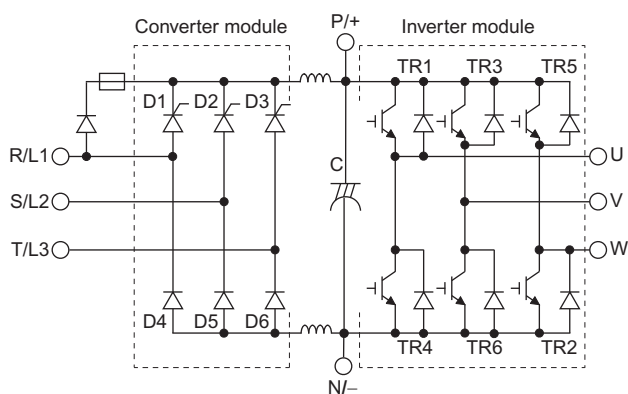 Converter module
P/+
Inverter module
TR1
TR3
TR5
D1
D2
D3
R/L1
C
U
S/L2
V
T/L3
W
D4
D5
D6
TR4
TR6
TR2
N/–